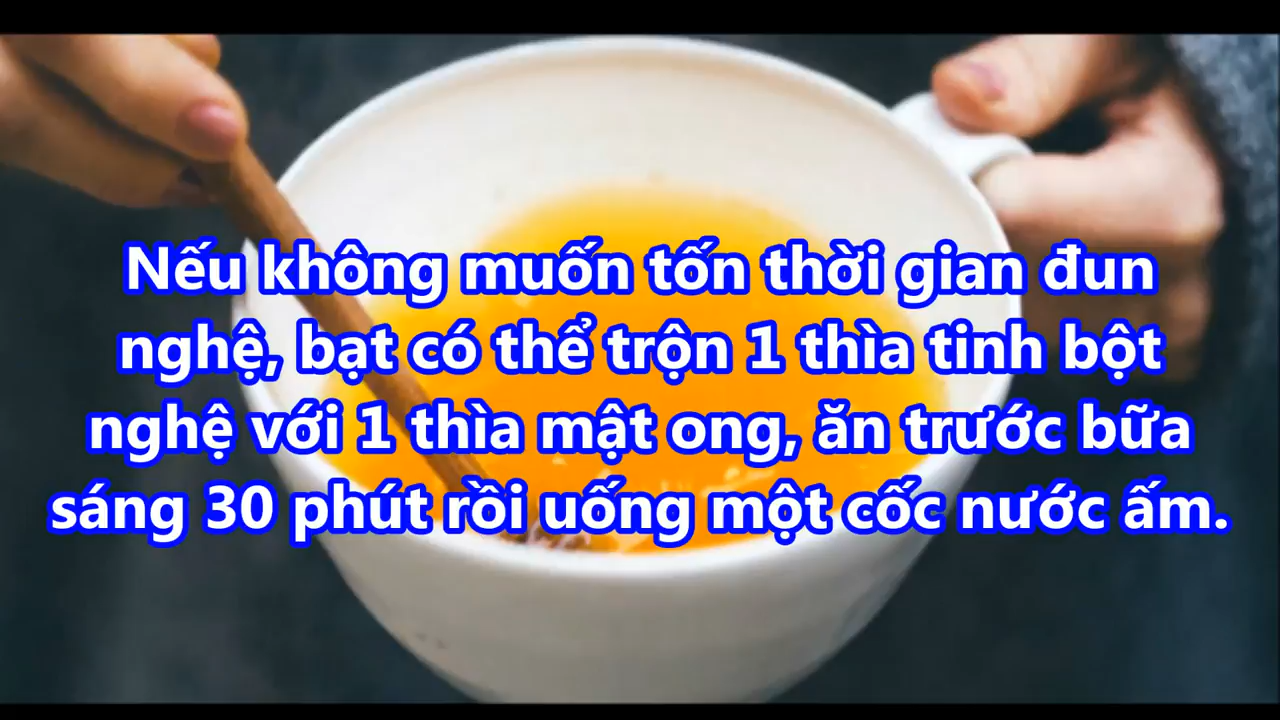 Nếu không muốn tốn thời gian đun
nghệ, bạt có thể trộn 1 thìa tinh bột
nghệ với 1 thìa mật ong, ăn trước bữa
sáng 30 phút rồi uống một cốc nước ấm.